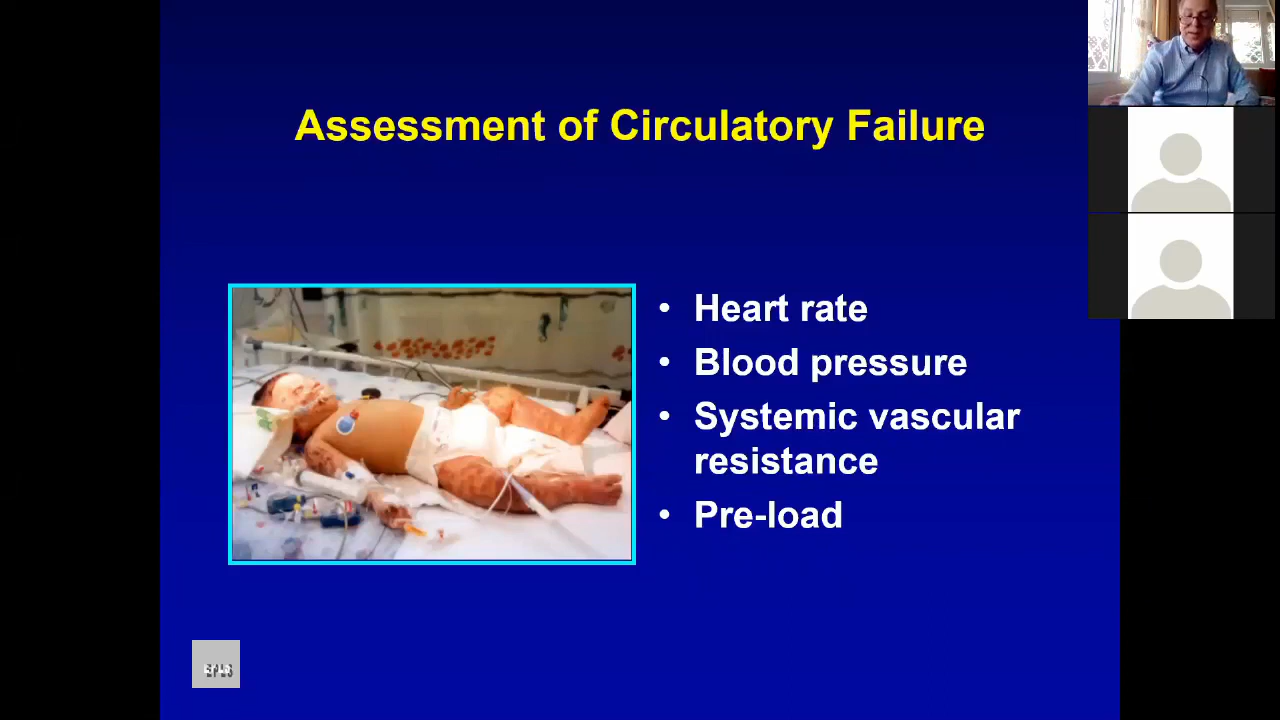 Assessment of Circulatory Failure
• Heart rate
• Blood pressure
• Systemic vascular
resistance
• Pre-load